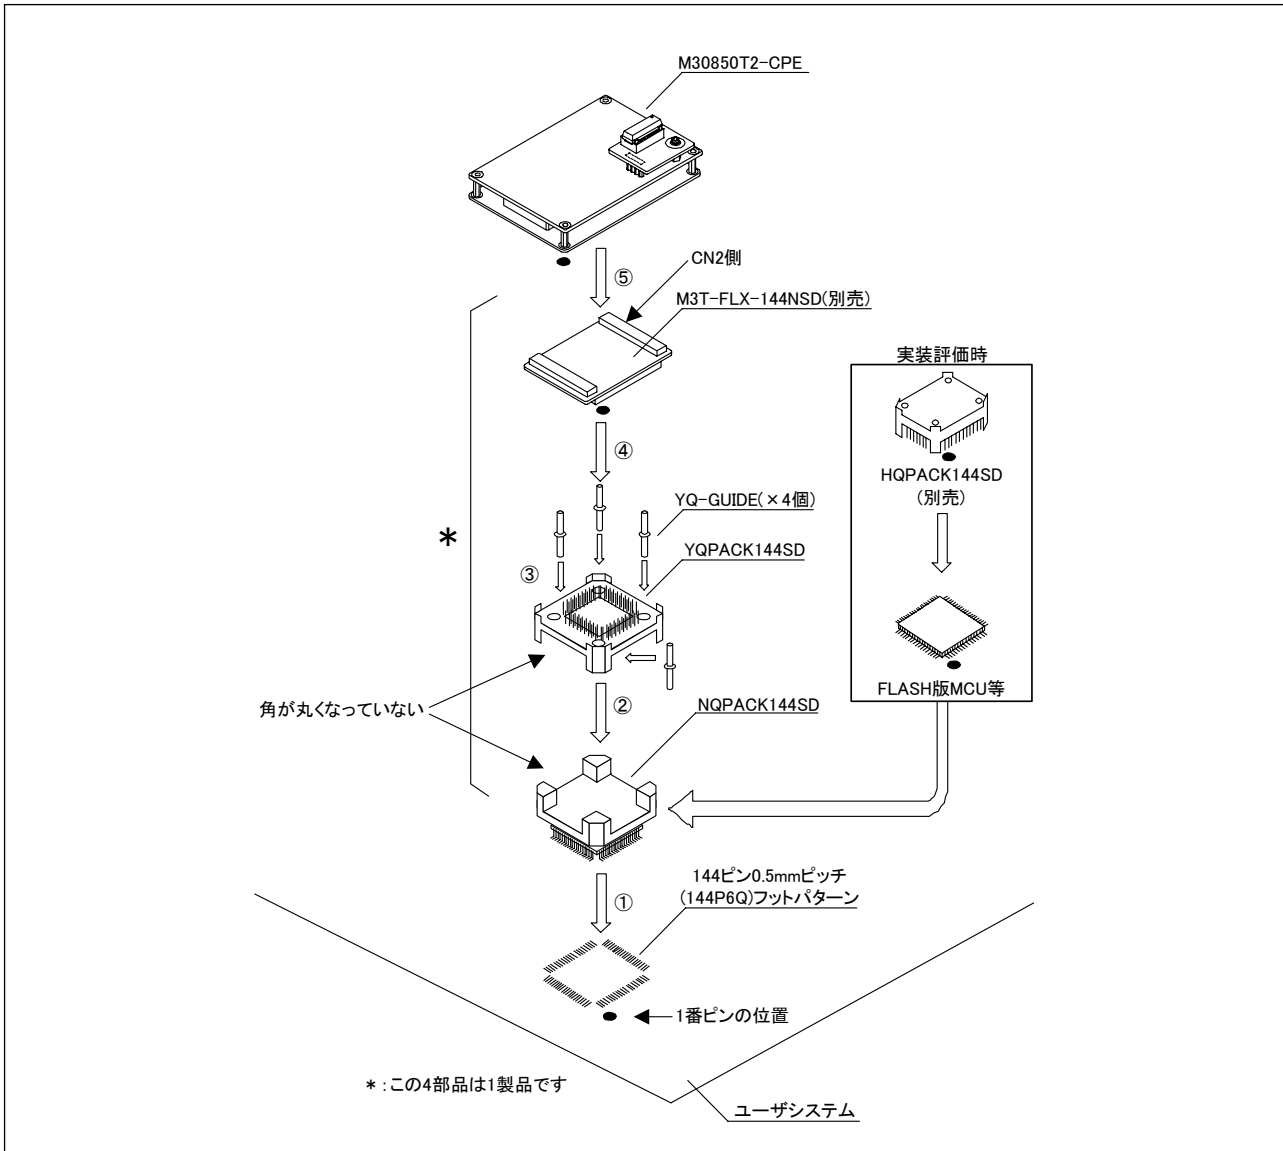 M30850T2-CPE
⑤
CN2側
M3T-FLX-144NSD(別売)
実装評価時
④
HQPACK144SD
(別売)
YQ-GUIDE(×4個)
*
YQPACK144SD
③
FLASH版MCU等
角が丸くなっていない
②
NQPACK144SD
144ピン0.5mmピッチ
(144P6Q)フットパターン
①
1番ピンの位置
* :この4部品は1製品です
ユーザシステム